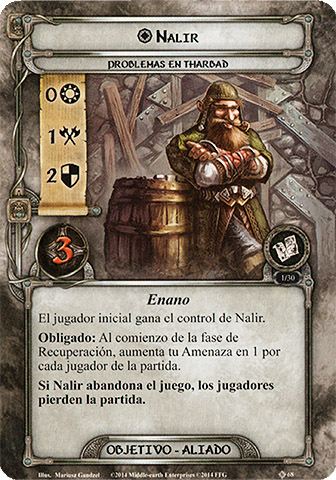 Nalir
Problemas en Tharbad
0
1
2
3
1/30
Enano
El jugador inicial gana el control de Nalir.
Obligado: Al comienzo de la fase de
Recuperación, aumenta tu Amenaza en 1 por
cada jugador de la partida.
Si Nalir abandona el juego, los jugadores
pierden la partida.
Objetivo - Aliado
Illus. Mariusz Gandzel ©2014 Middle-earth Enterprises ©2014 FFG 68